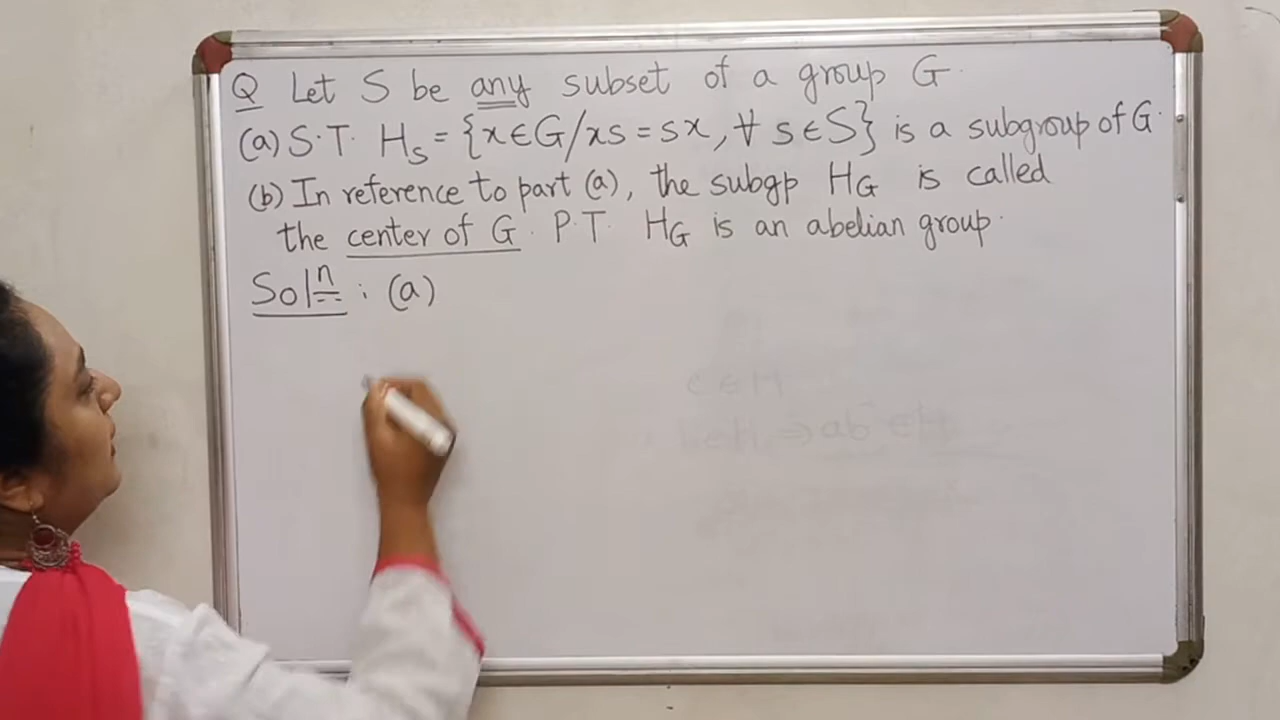 Q Let S be any subset of a group G.
(a) S.T. H_S = {x∈G/xs = sx, ∀ s∈S} is a subgroup of G.
(b) In reference to part (a), the subgp H_G is called
the center of G. P.T. H_G is an abelian group.
Solⁿ : (a)
e ∈ H